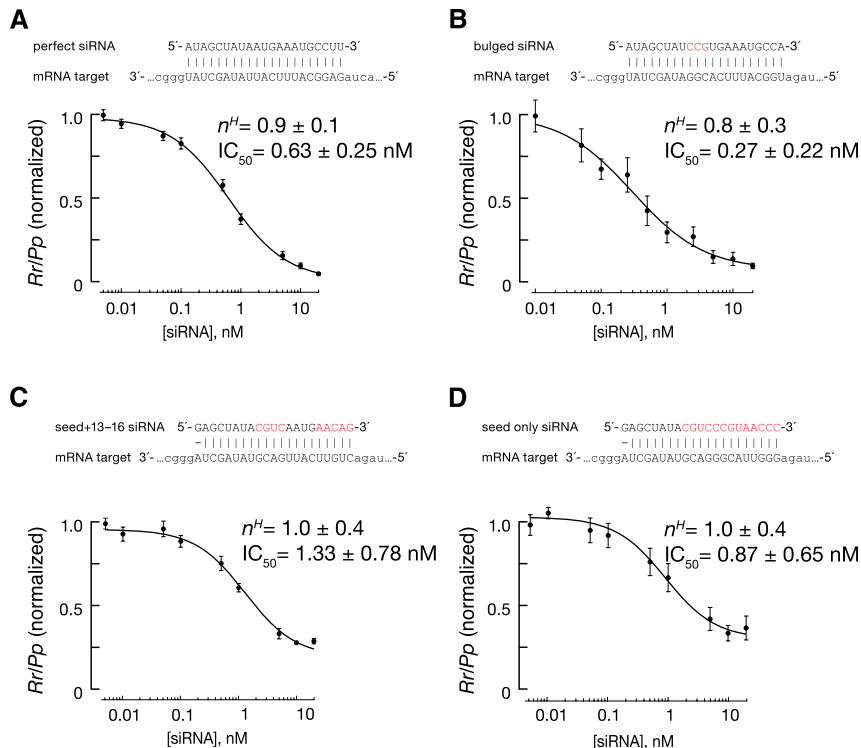 A
perfect siRNA 5´-AUAGCUAUAAUGAAAUGCCUU-3´
mRNA target 3´-…cgggUAUCGAUAUUACUUUACGGAGauca…-5´
nH= 0.9 ± 0.1
IC50= 0.63 ± 0.25 nM
Rr/Pp (normalized)
1.0
0.5
0
0.01 0.1 1 10
[siRNA], nM
B
bulged siRNA 5´-AUAGCUAUCCGUGAAAUGCCA-3´
mRNA target 3´-…cgggUAUCGAUAGGCACUUUACGGUagau…-5´
nH= 0.8 ± 0.3
IC50= 0.27 ± 0.22 nM
Rr/Pp (normalized)
1.0
0.5
0
0.01 0.1 1 10
[siRNA], nM
C
seed+13–16 siRNA 5´-GAGCUAUACGUCAAUGAACAG-3´
mRNA target 3´-…cgggAUCGAUAUGCAGUUACUUGUCagau…-5´
nH= 1.0 ± 0.4
IC50= 1.33 ± 0.78 nM
Rr/Pp (normalized)
1.0
0.5
0
0.01 0.1 1 10
[siRNA], nM
D
seed only siRNA 5´-GAGCUAUACGUCCCGUAACCC-3´
mRNA target 3´-…cgggAUCGAUAUGCAGGGCAUUGGGagau…-5´
nH= 1.0 ± 0.4
IC50= 0.87 ± 0.65 nM
Rr/Pp (normalized)
1.0
0.5
0
0.01 0.1 1 10
[siRNA], nM